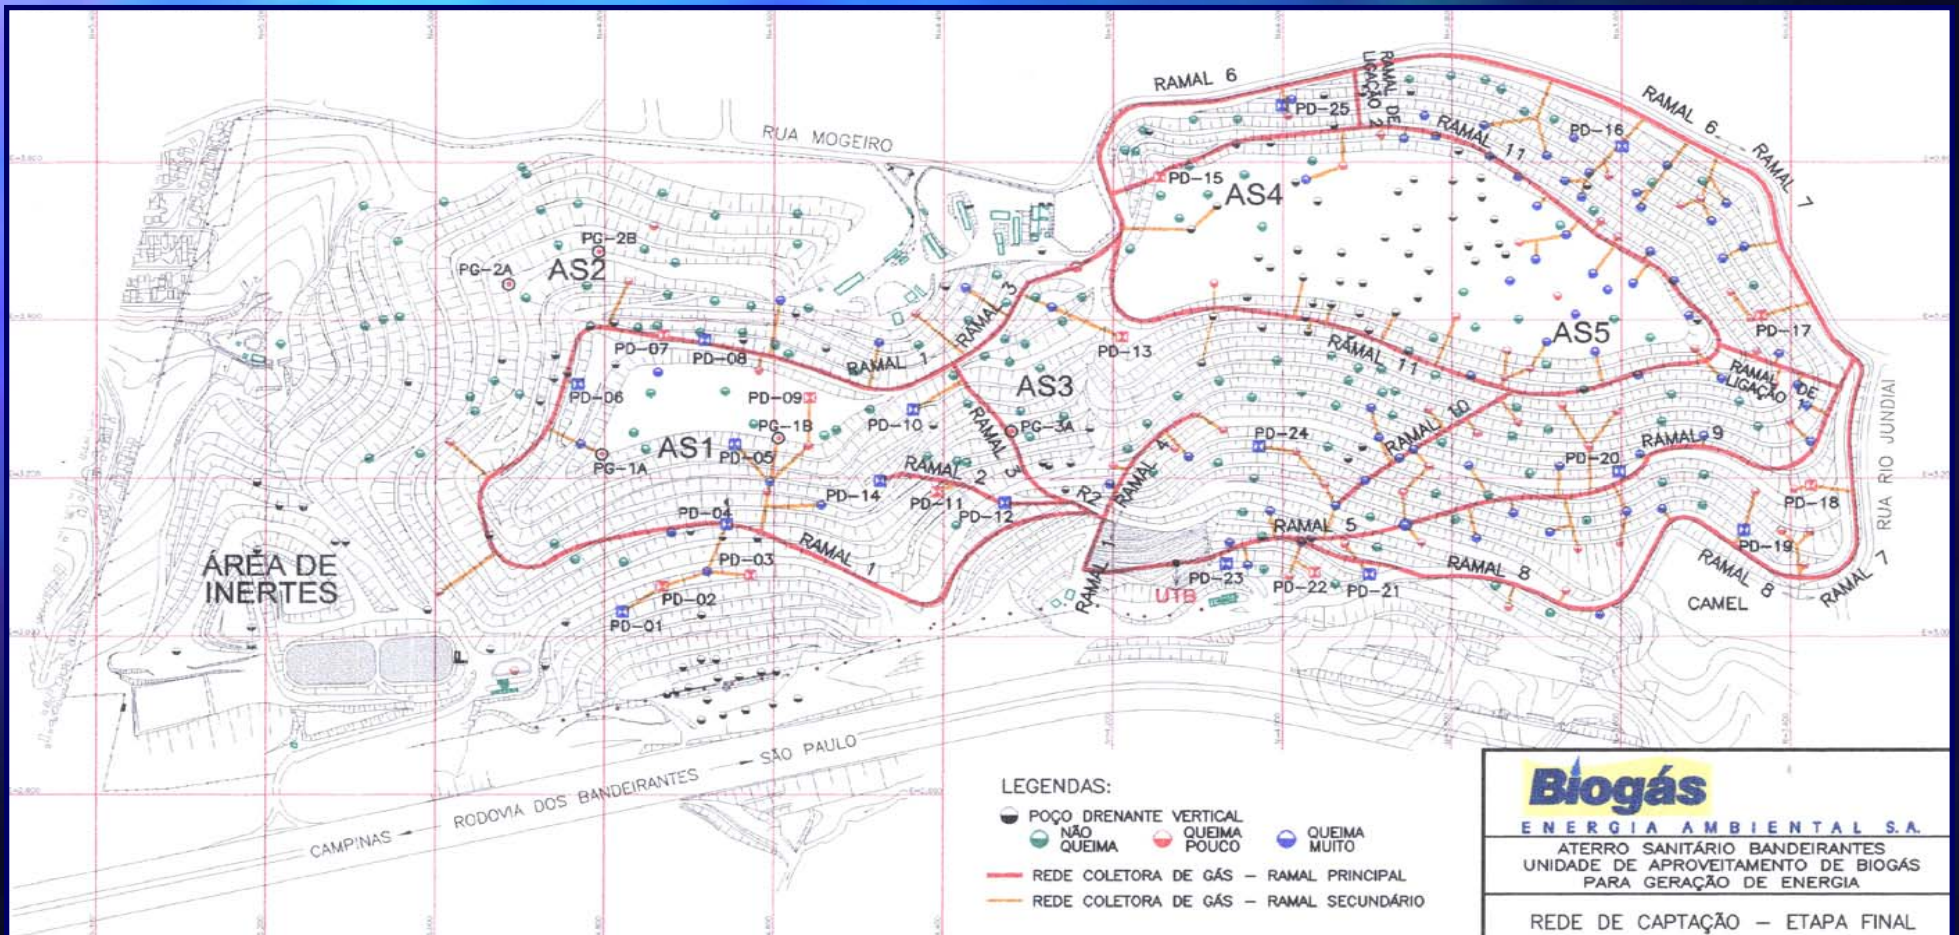 RAMAL 6
RAMAL DE
LIGAÇÃO 2
PD-25
RAMAL 6
RAMAL 7
PD-16
RAMAL 11
RUA MOGEIRO
PD-15
AS4
PG-2B
PG-2A
AS2
RAMAL 3
PD-17
PD-07
PD-08
RAMAL 1
PD-13
RAMAL 11
AS5
RAMAL DE
LIGAÇÃO 1
RUA RIO JUNDIAI
PD-06
PD-09
AS3
PD-10
PG-1B
PG-3A
RAMAL 3
RAMAL 10
RAMAL 9
AS1
PD-05
PG-1A
PD-24
PD-20
RAMAL 4
RAMAL 2
PD-14
PD-11
PD-12
R2
PD-18
PD-04
RAMAL 5
PD-19
RAMAL 1
PD-03
ÁREA DE
INERTES
PD-02
PD-01
RAMAL 1
PD-23
UTB
PD-22
PD-21
RAMAL 8
RAMAL 8
RAMAL 7
CAMEL
CAMPINAS
RODOVIA DOS BANDEIRANTES
SÃO PAULO
LEGENDAS:
POÇO DRENANTE VERTICAL
NÃO QUEIMA
QUEIMA POUCO
QUEIMA MUITO
REDE COLETORA DE GÁS – RAMAL PRINCIPAL
REDE COLETORA DE GÁS – RAMAL SECUNDÁRIO
Biogás
ENERGIA AMBIENTAL S.A.
ATERRO SANITÁRIO BANDEIRANTES
UNIDADE DE APROVEITAMENTO DE BIOGÁS
PARA GERAÇÃO DE ENERGIA
REDE DE CAPTAÇÃO – ETAPA FINAL